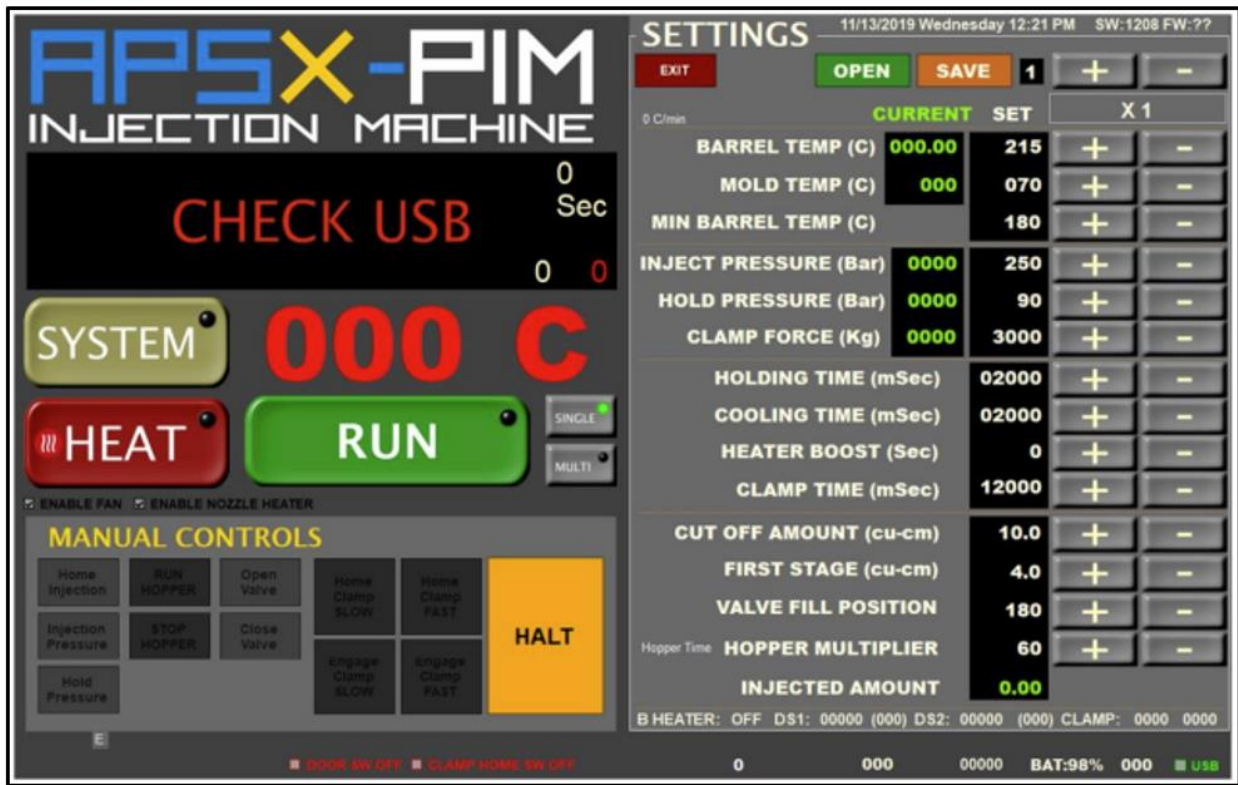 APSX-PIM
INJECTION MACHINE
CHECK USB
0
Sec
0 0
SYSTEM
000 C
HEAT
RUN
SINGLE
MULTI
ENABLE FAN ENABLE NOZZLE HEATER
MANUAL CONTROLS
Home Injection
RUN HOPPER
Open Valve
Home Clamp SLOW
Home Clamp FAST
HALT
Injection Pressure
STOP HOPPER
Close Valve
Hold Pressure
Engage Clamp SLOW
Engage Clamp FAST
E
DOOR SW OFF CLAMP HOME SW OFF
SETTINGS 11/13/2019 Wednesday 12:21 PM SW:1208 FW:??
EXIT OPEN SAVE 1 + -
0 C/min CURRENT SET X 1
BARREL TEMP (C) 000.00 215 + -
MOLD TEMP (C) 000 070 + -
MIN BARREL TEMP (C) 180 + -
INJECT PRESSURE (Bar) 0000 250 + -
HOLD PRESSURE (Bar) 0000 90 + -
CLAMP FORCE (Kg) 0000 3000 + -
HOLDING TIME (mSec) 02000 + -
COOLING TIME (mSec) 02000 + -
HEATER BOOST (Sec) 0 + -
CLAMP TIME (mSec) 12000 + -
CUT OFF AMOUNT (cu-cm) 10.0 + -
FIRST STAGE (cu-cm) 4.0 + -
VALVE FILL POSITION 180 + -
Hopper Time HOPPER MULTIPLIER 60 + -
INJECTED AMOUNT 0.00
B HEATER: OFF DS1: 00000 (000) DS2: 00000 (000) CLAMP: 0000 0000
0 000 00000 BAT:98% 000 USB